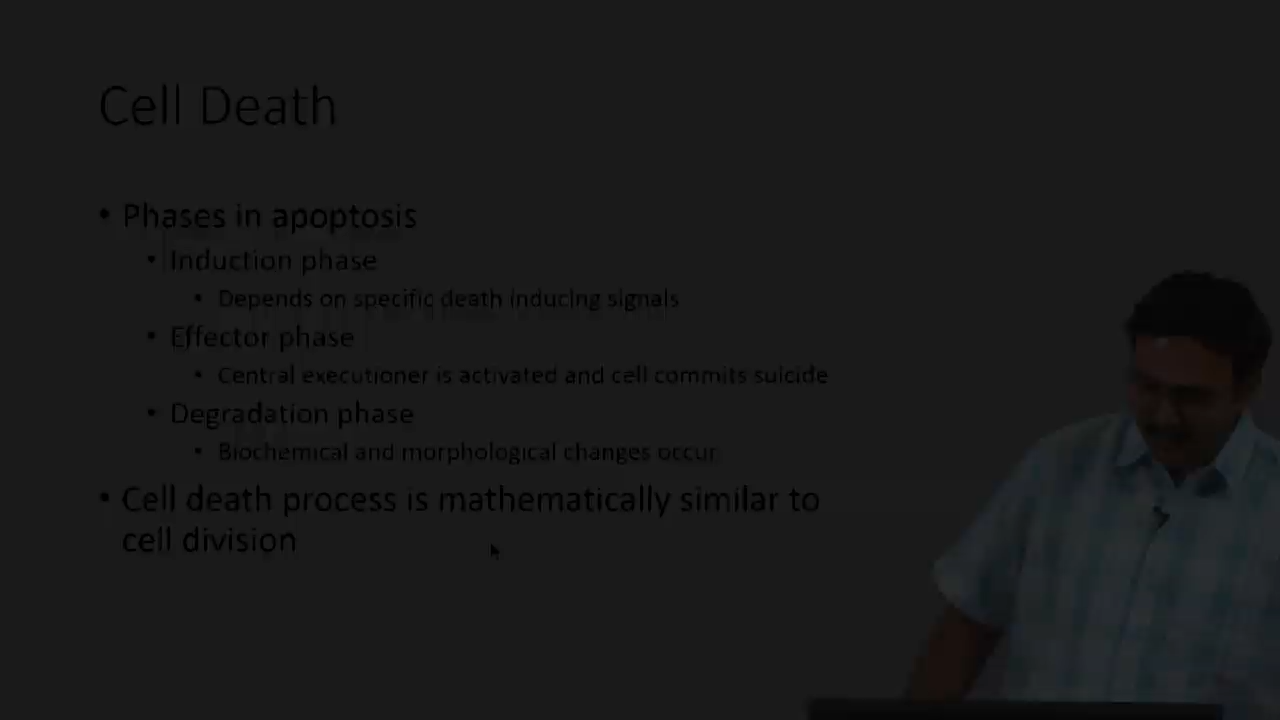 Cell Death
• Phases in apoptosis
• Induction phase
• Depends on specific death inducing signals
• Effector phase
• Central executioner is activated and cell commits suicide
• Degradation phase
• Biochemical and morphological changes occur
• Cell death process is mathematically similar to
cell division